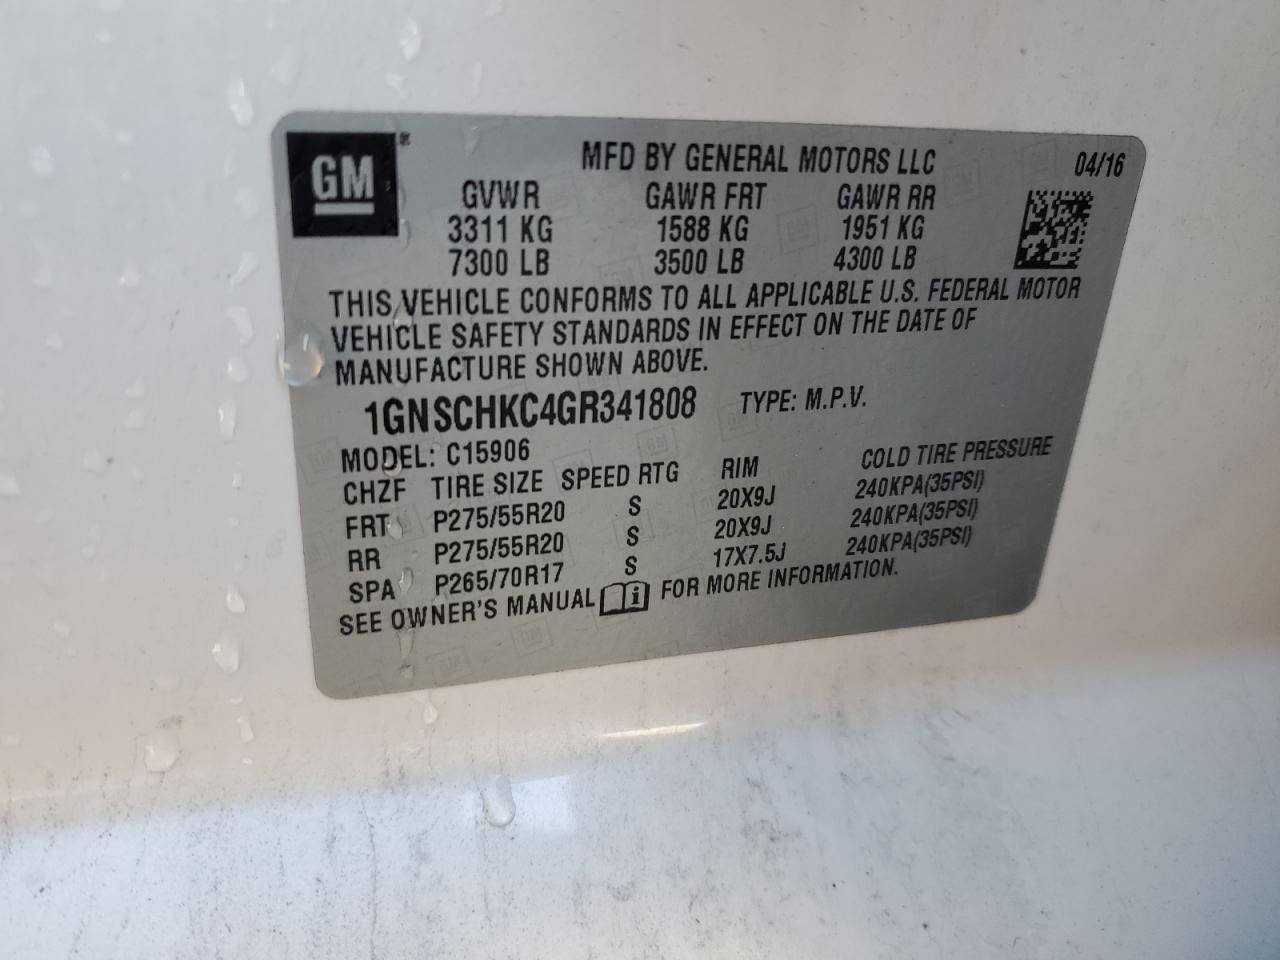 GM ®
MFD BY GENERAL MOTORS LLC 04/16
GVWR GAWR FRT GAWR RR
3311 KG 1588 KG 1951 KG
7300 LB 3500 LB 4300 LB
THIS VEHICLE CONFORMS TO ALL APPLICABLE U.S. FEDERAL MOTOR
VEHICLE SAFETY STANDARDS IN EFFECT ON THE DATE OF
MANUFACTURE SHOWN ABOVE.
1GNSCHKC4GR341808 TYPE: M.P.V.
MODEL: C15906
CHZF TIRE SIZE SPEED RTG RIM COLD TIRE PRESSURE
FRT P275/55R20 S 20X9J 240KPA(35PSI)
RR P275/55R20 S 20X9J 240KPA(35PSI)
SPA P265/70R17 S 17X7.5J 240KPA(35PSI)
SEE OWNER'S MANUAL i FOR MORE INFORMATION.